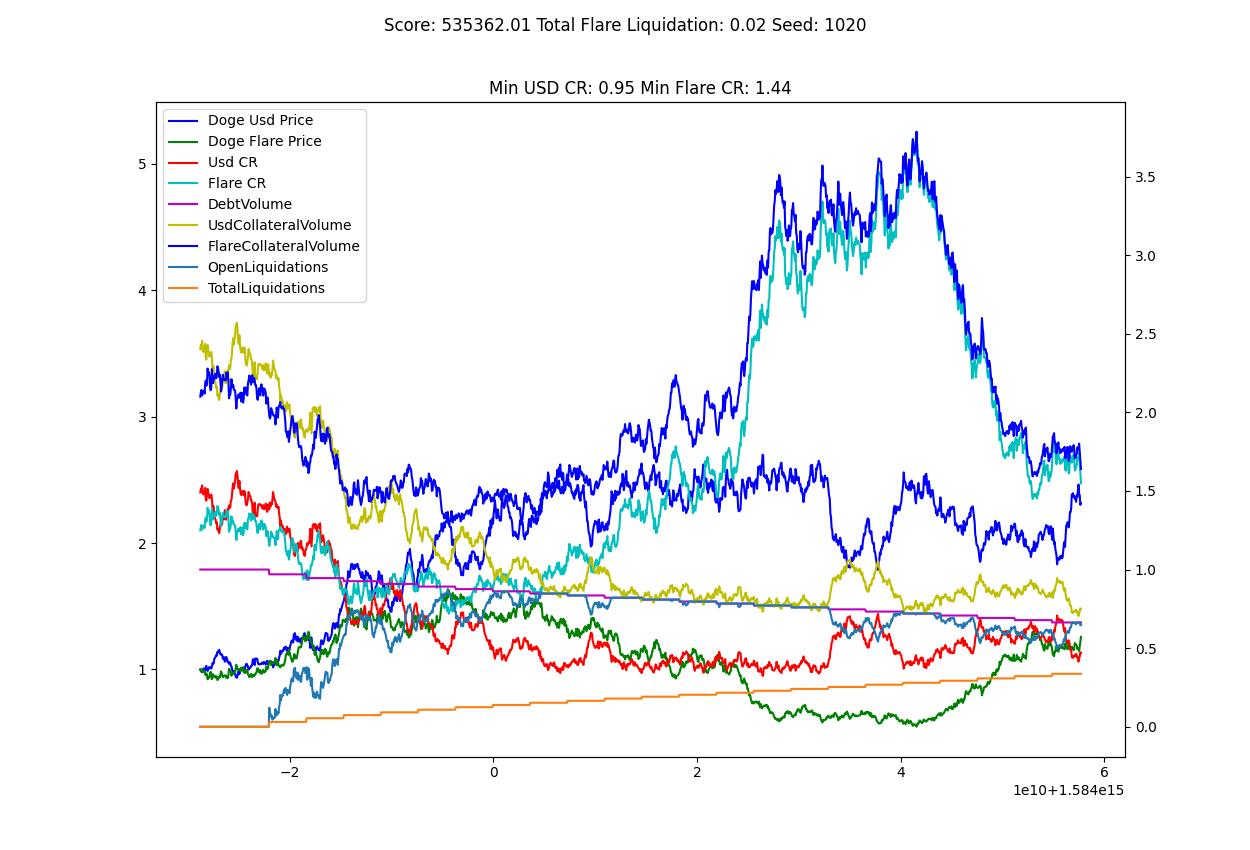 Score: 535362.01 Total Flare Liquidation: 0.02 Seed: 1020
Min USD CR: 0.95 Min Flare CR: 1.44
Doge Usd Price
Doge Flare Price
Usd CR
Flare CR
DebtVolume
UsdCollateralVolume
FlareCollateralVolume
OpenLiquidations
TotalLiquidations
5
4
3
2
1
3.5
3.0
2.5
2.0
1.5
1.0
0.5
0.0
−2
0
2
4
6
1e10+1.584e15